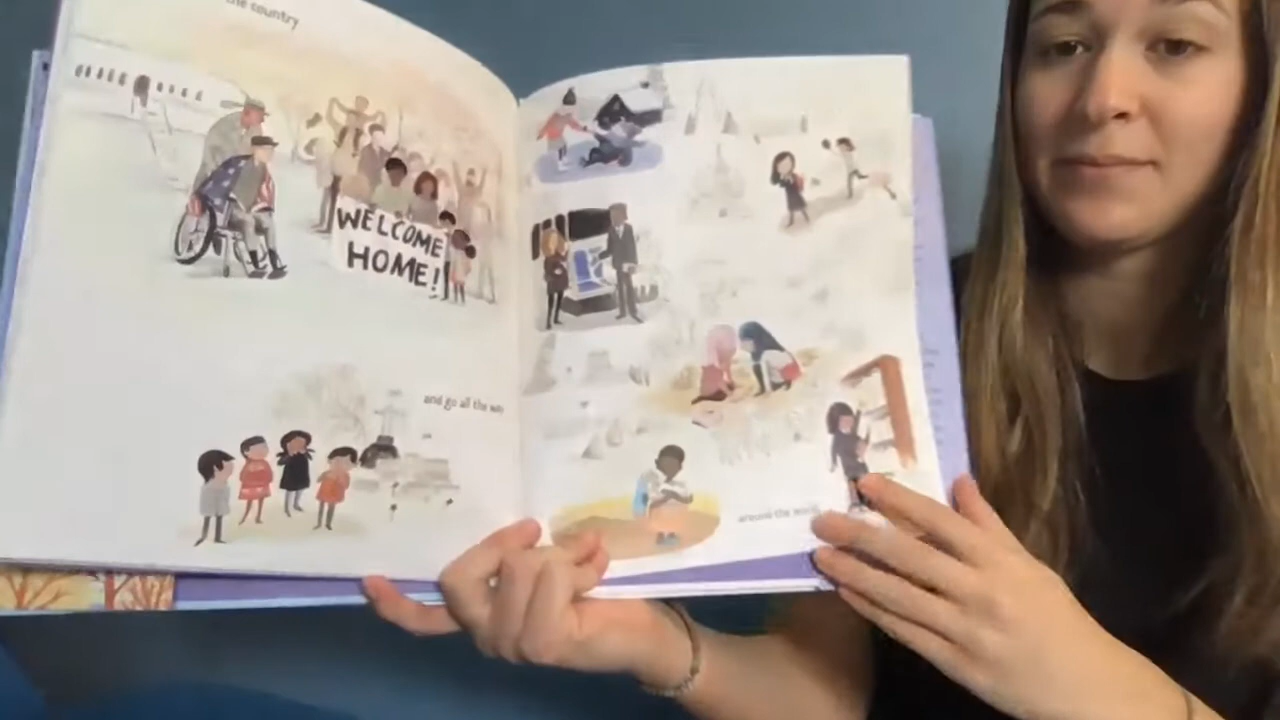 the country
WELCOME
HOME!
and go all the way
around the world